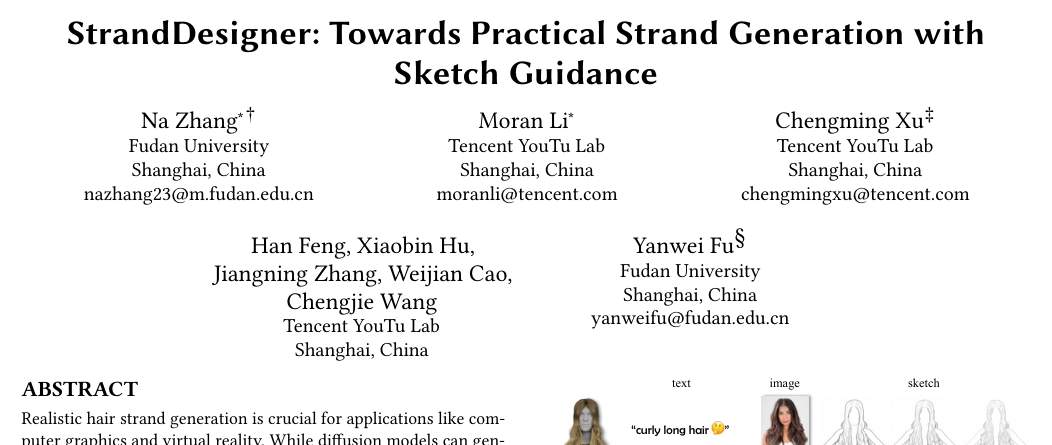 StrandDesigner: Towards Practical Strand Generation with
Sketch Guidance
Na Zhang*†
Fudan University
Shanghai, China
nazhang23@m.fudan.edu.cn
Moran Li*
Tencent YouTu Lab
Shanghai, China
moranli@tencent.com
Chengming Xu‡
Tencent YouTu Lab
Shanghai, China
chengmingxu@tencent.com
Han Feng, Xiaobin Hu,
Jiangning Zhang, Weijian Cao,
Chengjie Wang
Tencent YouTu Lab
Shanghai, China
Yanwei Fu§
Fudan University
Shanghai, China
yanweifu@fudan.edu.cn
ABSTRACT
Realistic hair strand generation is crucial for applications like com-
puter graphics and virtual reality. While diffusion models can gen-
text
image
sketch
"curly long hair 🤔"